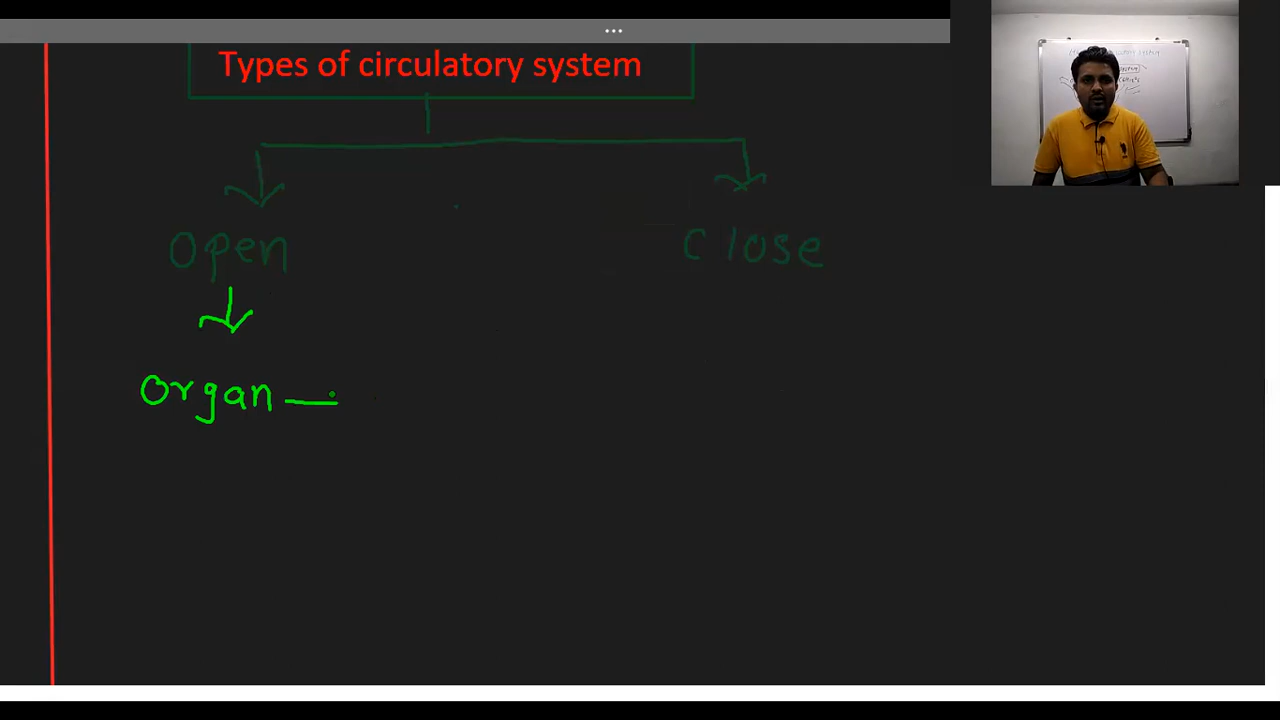 Types of circulatory system
Open
Close
Organ